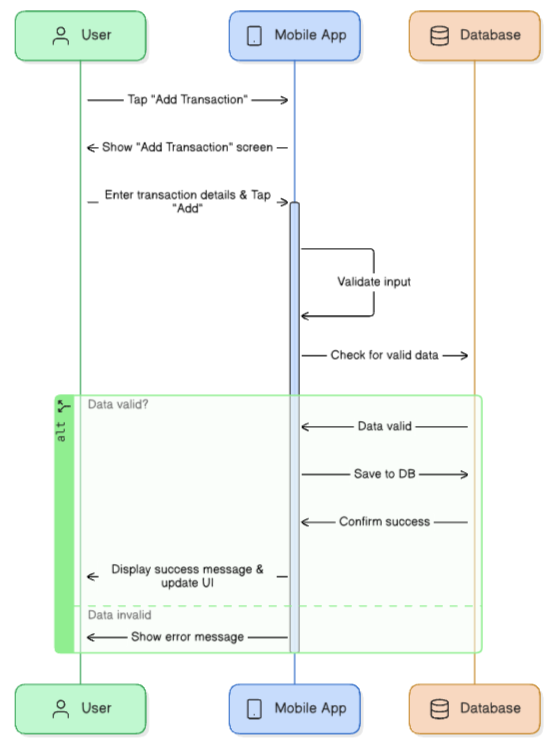 User
Mobile App
Database
Tap "Add Transaction"
Show "Add Transaction" screen
Enter transaction details & Tap
"Add"
Validate input
Check for valid data
alt
Data valid?
Data valid
Save to DB
Confirm success
Display success message &
update UI
Data invalid
Show error message
User
Mobile App
Database